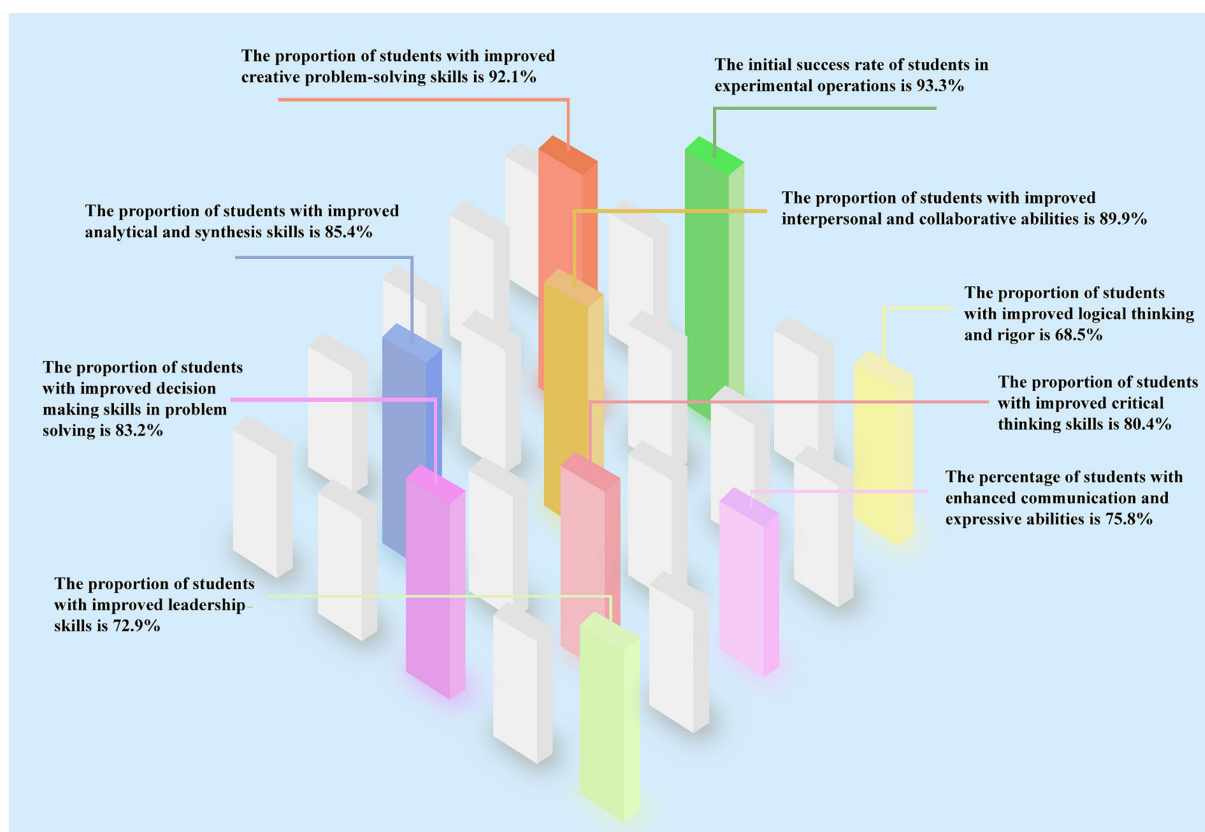 The proportion of students with improved
creative problem-solving skills is 92.1%
The initial success rate of students in
experimental operations is 93.3%
The proportion of students with improved
analytical and synthesis skills is 85.4%
The proportion of students with improved
interpersonal and collaborative abilities is 89.9%
The proportion of students
with improved logical thinking
and rigor is 68.5%
The proportion of students
with improved decision
making skills in problem
solving is 83.2%
The proportion of students
with improved critical
thinking skills is 80.4%
The percentage of students with
enhanced communication and
expressive abilities is 75.8%
The proportion of students
with improved leadership
skills is 72.9%